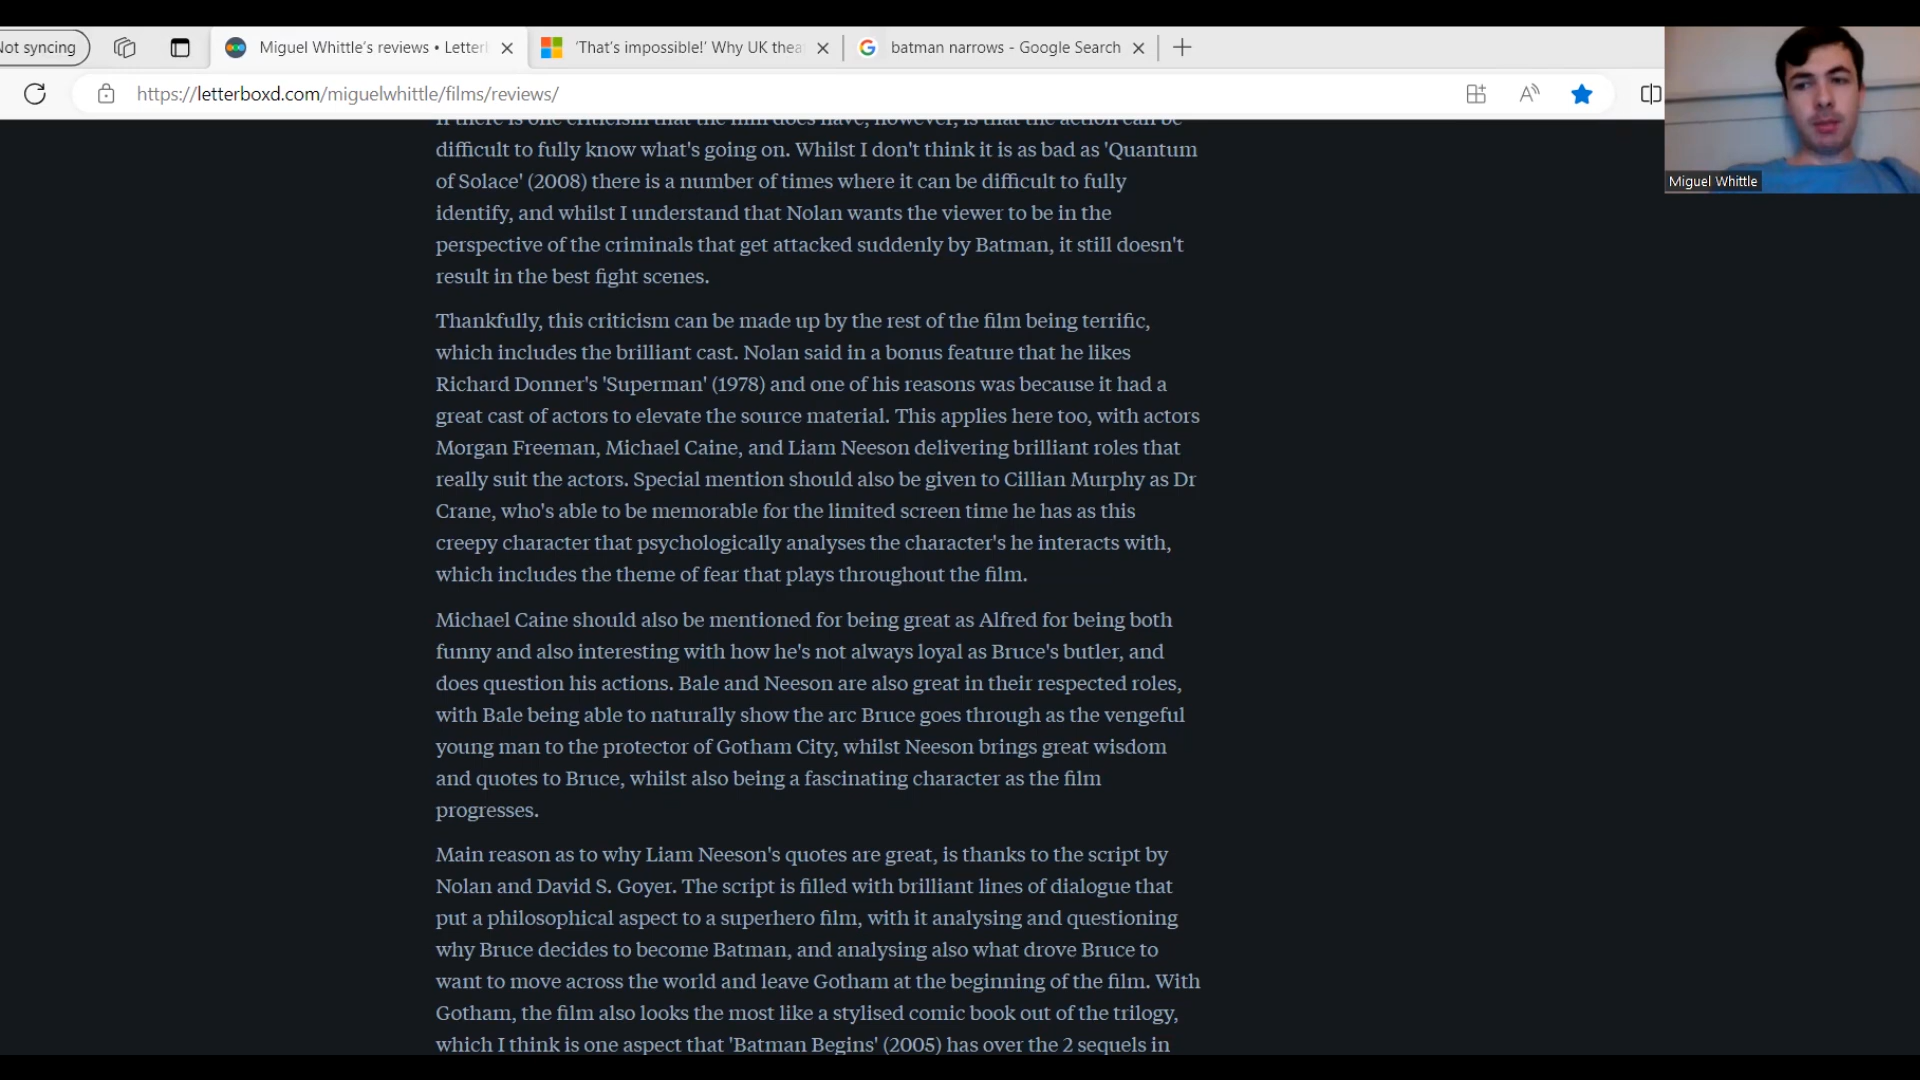 Not syncing
Miguel Whittle's reviews • Letter
'That's impossible!' Why UK thea
batman narrows - Google Search
https://letterboxd.com/miguelwhittle/films/reviews/
Miguel Whittle
If there is one criticism that the film does have, however, is that the action can be
difficult to fully know what's going on. Whilst I don't think it is as bad as 'Quantum
of Solace' (2008) there is a number of times where it can be difficult to fully
identify, and whilst I understand that Nolan wants the viewer to be in the
perspective of the criminals that get attacked suddenly by Batman, it still doesn't
result in the best fight scenes.
Thankfully, this criticism can be made up by the rest of the film being terrific,
which includes the brilliant cast. Nolan said in a bonus feature that he likes
Richard Donner's 'Superman' (1978) and one of his reasons was because it had a
great cast of actors to elevate the source material. This applies here too, with actors
Morgan Freeman, Michael Caine, and Liam Neeson delivering brilliant roles that
really suit the actors. Special mention should also be given to Cillian Murphy as Dr
Crane, who's able to be memorable for the limited screen time he has as this
creepy character that psychologically analyses the character's he interacts with,
which includes the theme of fear that plays throughout the film.
Michael Caine should also be mentioned for being great as Alfred for being both
funny and also interesting with how he's not always loyal as Bruce's butler, and
does question his actions. Bale and Neeson are also great in their respected roles,
with Bale being able to naturally show the arc Bruce goes through as the vengeful
young man to the protector of Gotham City, whilst Neeson brings great wisdom
and quotes to Bruce, whilst also being a fascinating character as the film
progresses.
Main reason as to why Liam Neeson's quotes are great, is thanks to the script by
Nolan and David S. Goyer. The script is filled with brilliant lines of dialogue that
put a philosophical aspect to a superhero film, with it analysing and questioning
why Bruce decides to become Batman, and analysing also what drove Bruce to
want to move across the world and leave Gotham at the beginning of the film. With
Gotham, the film also looks the most like a stylised comic book out of the trilogy,
which I think is one aspect that 'Batman Begins' (2005) has over the 2 sequels in